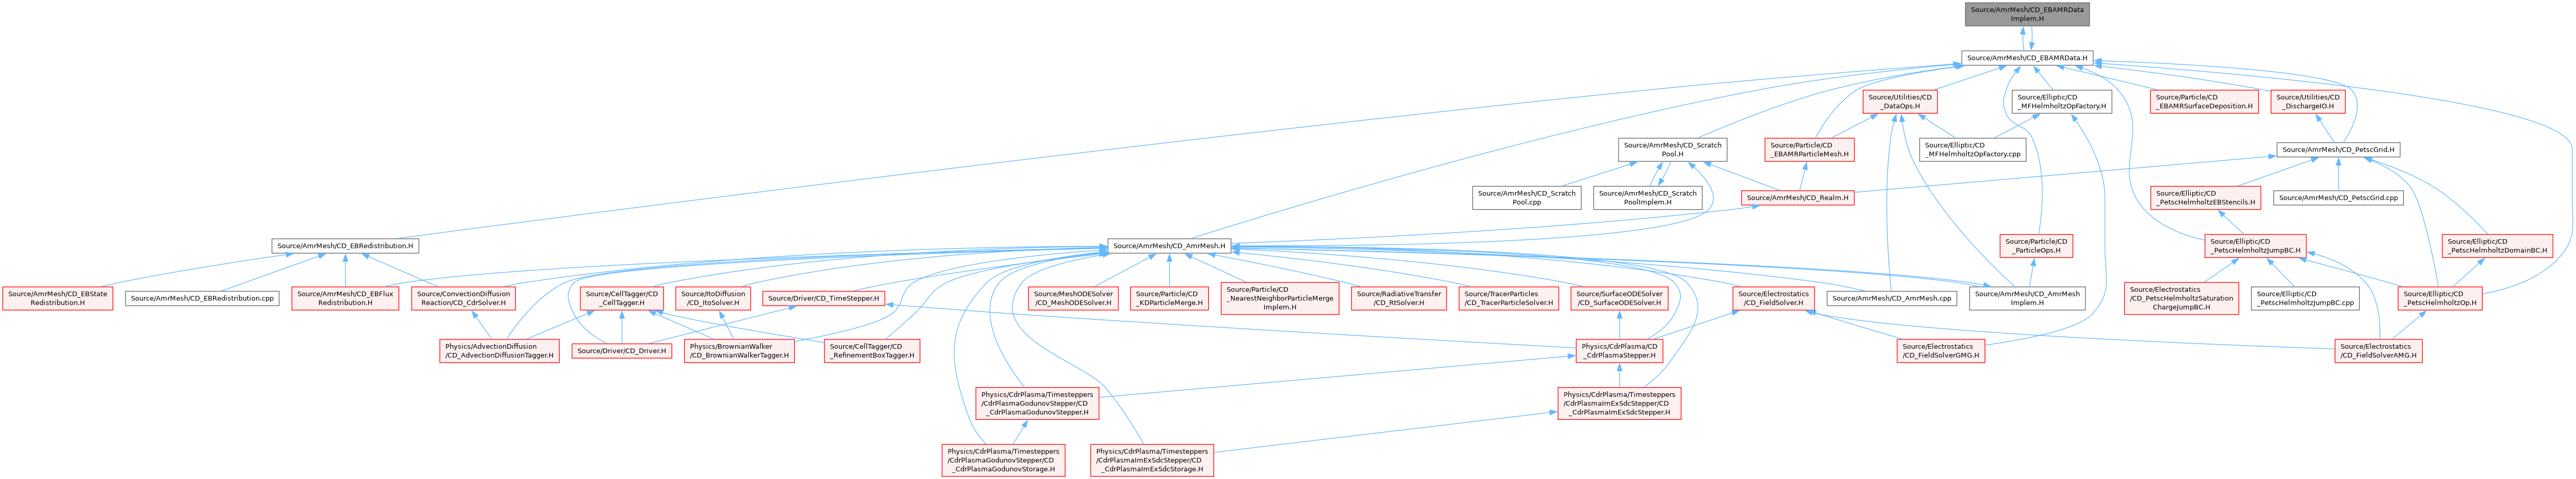 Source/AmrMesh/CD_EBAMRData
Implem.H
Source/AmrMesh/CD_EBAMRData.H
Source/Utilities/CD
_DataOps.H
Source/Elliptic/CD
_MFHelmholtzOpFactory.H
Source/Particle/CD
_EBAMRSurfaceDeposition.H
Source/Utilities/CD
_DischargeIO.H
Source/AmrMesh/CD_Scratch
Pool.H
Source/Particle/CD
_EBAMRParticleMesh.H
Source/Elliptic/CD
_MFHelmholtzOpFactory.cpp
Source/AmrMesh/CD_PetscGrid.H
Source/AmrMesh/CD_Scratch
Pool.cpp
Source/AmrMesh/CD_Scratch
PoolImplem.H
Source/AmrMesh/CD_Realm.H
Source/Elliptic/CD
_PetscHelmholtzEBStencils.H
Source/AmrMesh/CD_PetscGrid.cpp
Source/AmrMesh/CD_EBRedistribution.H
Source/AmrMesh/CD_AmrMesh.H
Source/Particle/CD
_ParticleOps.H
Source/Elliptic/CD
_PetscHelmholtzJumpBC.H
Source/Elliptic/CD
_PetscHelmholtzDomainBC.H
Source/AmrMesh/CD_EBState
Redistribution.H
Source/AmrMesh/CD_EBRedistribution.cpp
Source/AmrMesh/CD_EBFlux
Redistribution.H
Source/ConvectionDiffusion
Reaction/CD_CdrSolver.H
Source/CellTagger/CD
_CellTagger.H
Source/ItoDiffusion
/CD_ItoSolver.H
Source/Driver/CD_TimeStepper.H
Source/MeshODESolver
/CD_MeshODESolver.H
Source/Particle/CD
_KDParticleMerge.H
Source/Particle/CD
_NearestNeighborParticleMerge
Implem.H
Source/RadiativeTransfer
/CD_RtSolver.H
Source/TracerParticles
/CD_TracerParticleSolver.H
Source/SurfaceODESolver
/CD_SurfaceODESolver.H
Source/Electrostatics
/CD_FieldSolver.H
Source/AmrMesh/CD_AmrMesh.cpp
Source/AmrMesh/CD_AmrMesh
Implem.H
Source/Electrostatics
/CD_PetscHelmholtzSaturation
ChargeJumpBC.H
Source/Elliptic/CD
_PetscHelmholtzJumpBC.cpp
Source/Elliptic/CD
_PetscHelmholtzOp.H
Physics/AdvectionDiffusion
/CD_AdvectionDiffusionTagger.H
Source/Driver/CD_Driver.H
Physics/BrownianWalker
/CD_BrownianWalkerTagger.H
Source/CellTagger/CD
_RefinementBoxTagger.H
Physics/CdrPlasma/CD
_CdrPlasmaStepper.H
Source/Electrostatics
/CD_FieldSolverGMG.H
Source/Electrostatics
/CD_FieldSolverAMG.H
Physics/CdrPlasma/Timesteppers
/CdrPlasmaGodunovStepper/CD
_CdrPlasmaGodunovStepper.H
Physics/CdrPlasma/Timesteppers
/CdrPlasmaImExSdcStepper/CD
_CdrPlasmaImExSdcStepper.H
Physics/CdrPlasma/Timesteppers
/CdrPlasmaGodunovStepper/CD
_CdrPlasmaGodunovStorage.H
Physics/CdrPlasma/Timesteppers
/CdrPlasmaImExSdcStepper/CD
_CdrPlasmaImExSdcStorage.H